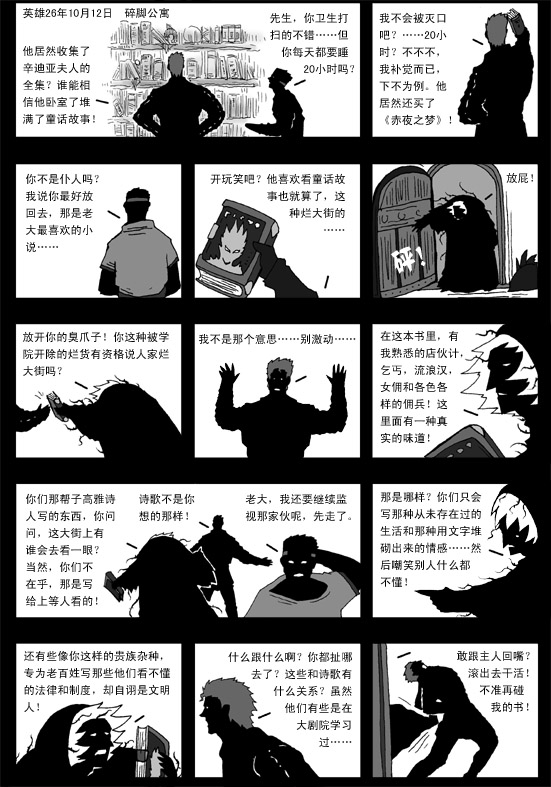 英雄26年10月12日 碎脚公寓
他居然收集了
辛迪亚夫人的
全集？谁能相
信他卧室了堆
满了童话故事！
先生，你卫生打
扫的不错……但
你每天都要睡
20小时吗？
我不会被灭口
吧？……20小
时？不不不，
我补觉而已，
下不为例。他
居然还买了
《赤夜之梦》！
你不是仆人吗？
我说你最好放
回去，那是老
大最喜欢的小
说……
开玩笑吧？他喜欢看童话故
事也就算了，这
种烂大街的
……
放屁！
砰！
放开你的臭爪子！你这种被学
院开除的烂货有资格说人家烂
大街吗？
我不是那个意思……别激动……
在这本书里，有
我熟悉的店伙计，
乞丐，流浪汉，
女佣和各色各
样的佣兵！这
里面有一种真
实的味道！
你们那帮子高雅诗
人写的东西，你问
问，这大街上有
谁会去看一眼？
当然，你们不
在乎，那是写
给上等人看的！
诗歌不是你
想的那样！
老大，我还要继续监
视那家伙呢，先走了。
那是哪样？你们只会
写那种从未存在过的
生活和那种用文字堆
砌出来的情感……然
后嘲笑别人什么都
不懂！
还有些像你这样的贵族杂种，
专为老百姓写那些他们看不懂
的法律和制度，却自诩是文明
人！
什么跟什么啊？你都扯哪
去了？这些和诗歌有
什么关系？虽然
他们有些是在
大剧院学习
过……
敢跟主人回嘴？
滚出去干活！
不准再碰
我的书！